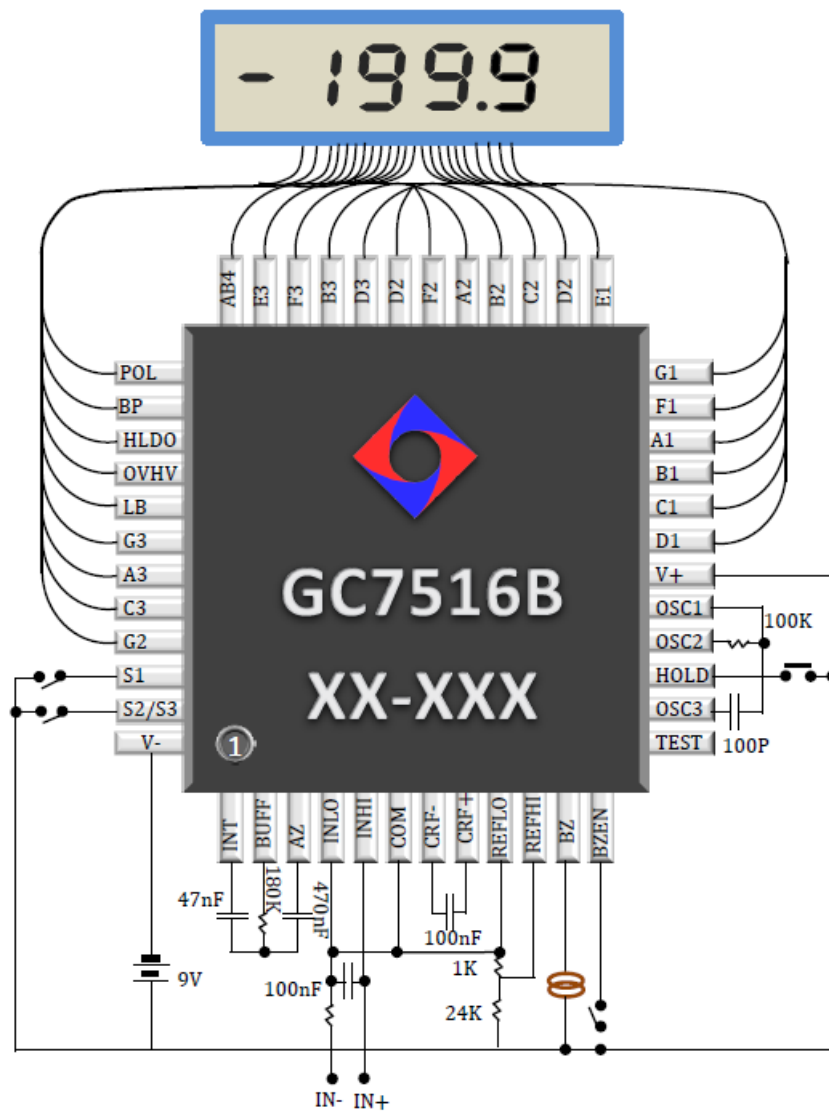 -199.9
AB4 E3 F3 B3 D3 D2 F2 A2 B2 C2 D2 E1
POL
BP
HLDO
OVHV
LB
G3
A3
C3
G2
S1
S2/S3
V-
G1
F1
A1
B1
C1
D1
V+
OSC1
OSC2
HOLD
OSC3
TEST
100K
100P
GC7516B
XX-XXX
1
INT BUFF AZ INLO INHI COM CRF- CRF+ REFLO REFHI BZ BZEN
47nF
180K
470nF
100nF
1K
9V
100nF
24K
IN- IN+